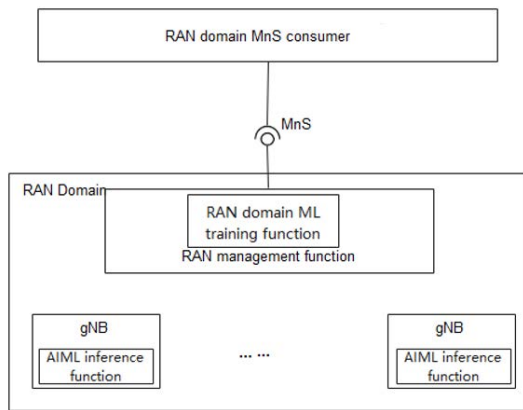 RAN domain MnS consumer
MnS
RAN Domain
RAN domain ML
training function
RAN management function
gNB
AIML inference
function
... ...
gNB
AIML inference
function